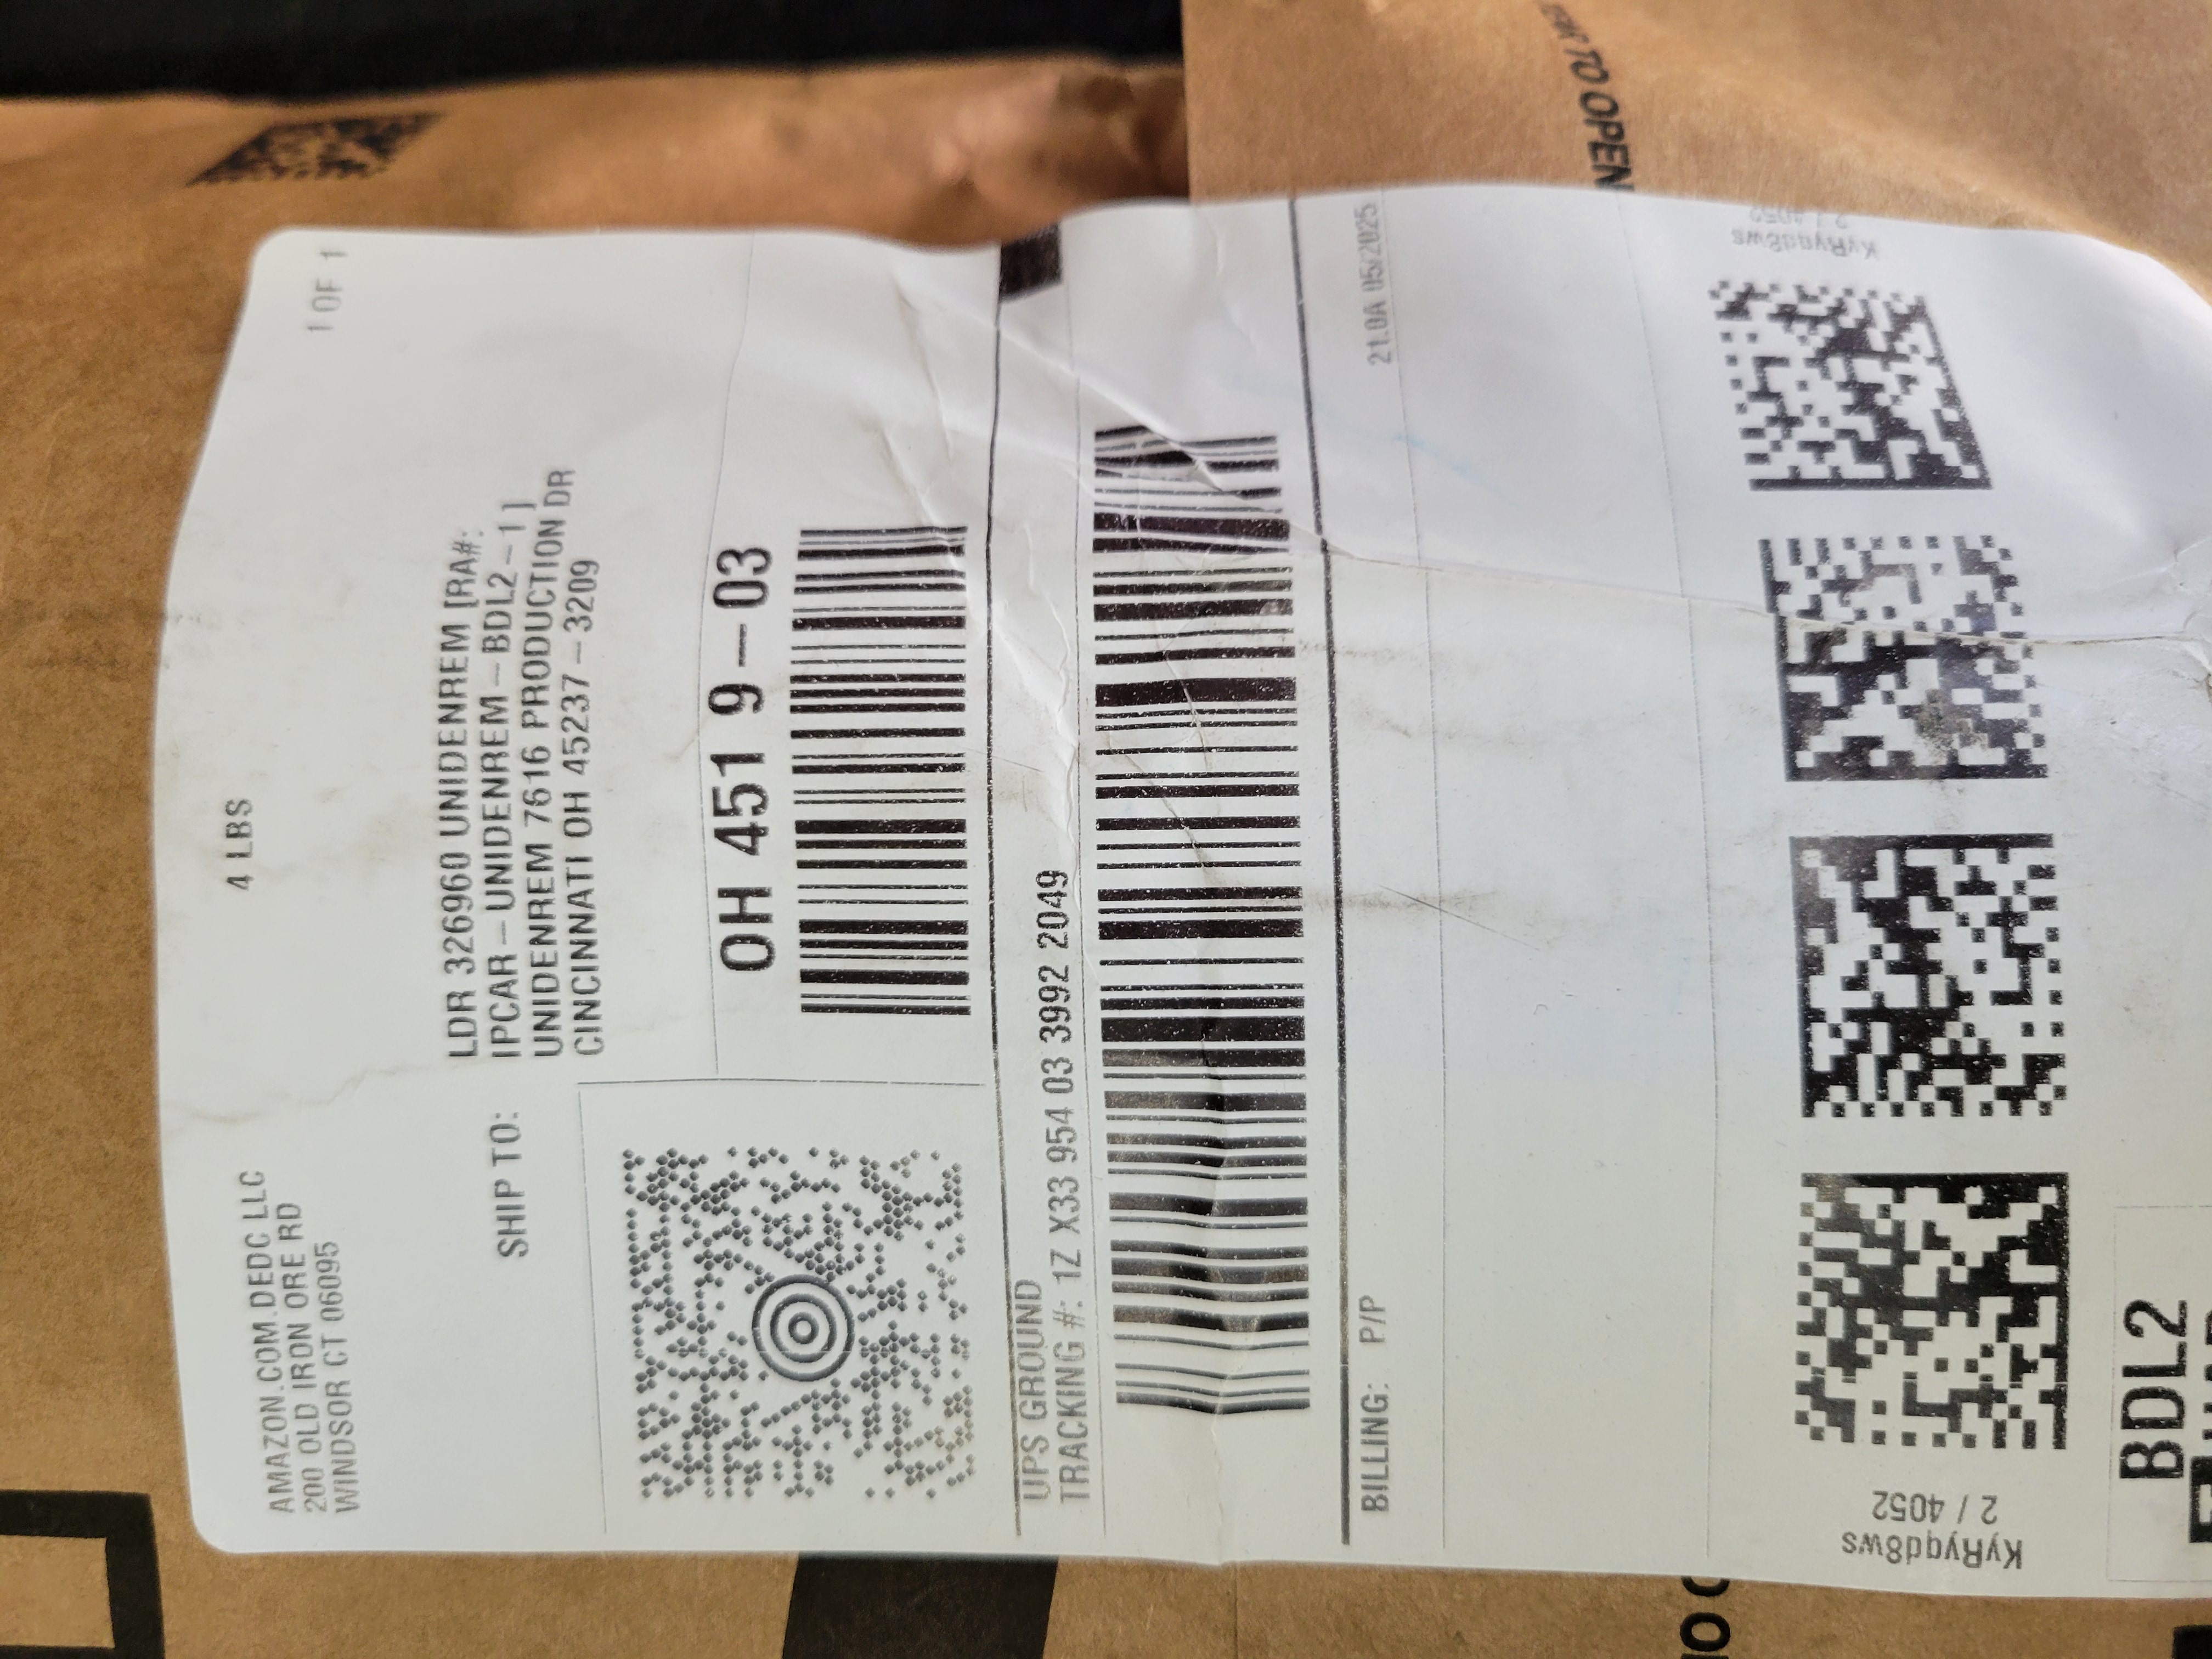 AMAZON.COM.DEDC LLC
200 OLD IRON ORE RD
WINDSOR CT 06095
4 LBS
1 OF 1
SHIP TO:
LDR 326960 UNIDENREM [RA#:
IPCAR-UNIDENREM-BDL2-1]
UNIDENREM 7616 PRODUCTION DR
CINCINNATI OH 45237-3209
OH 451 9-03
UPS GROUND
TRACKING #: 1Z X33 954 03 3992 2049
BILLING: P/P
21.0A 05/2025
KyRyqd8ws
2 / 4052
KyRyqd8ws
2 / 4052
BDL2
TO OPEN